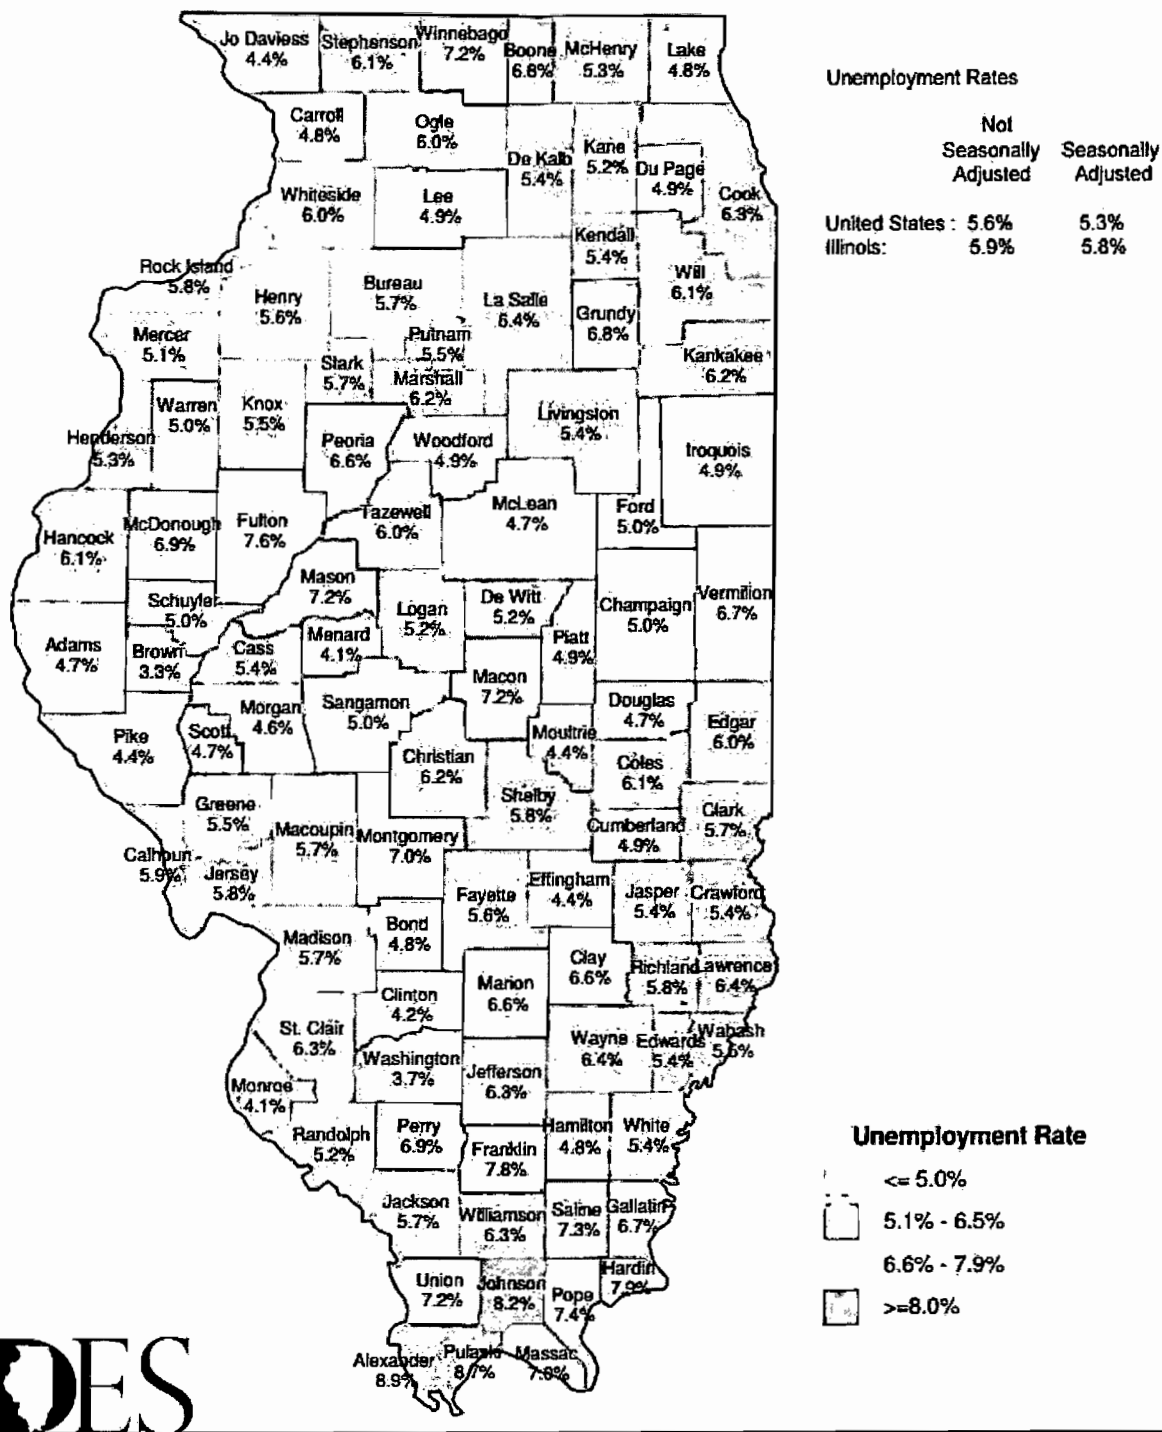 Jo Daviess
4.4%
Stephenson
6.1%
Winnebago
7.2%
Boone
6.8%
McHenry
5.3%
Lake
4.8%
Unemployment Rates
Not
Seasonally
Adjusted
Seasonally
Adjusted
United States : 5.6% 5.3%
Illinois: 5.9% 5.8%
Carroll
4.8%
Ogle
6.0%
De Kalb
5.4%
Kane
5.2%
Du Page
4.9%
Cook
6.3%
Whiteside
6.0%
Lee
4.9%
Kendall
5.4%
Will
6.1%
Rock Island
5.8%
Henry
5.6%
Bureau
5.7%
La Salle
6.4%
Grundy
6.8%
Putnam
5.5%
Mercer
5.1%
Stark
5.7%
Marshall
6.2%
Kankakee
6.2%
Warren
5.0%
Knox
5.5%
Henderson
5.3%
Peoria
6.6%
Woodford
4.9%
Livingston
5.4%
Iroquois
4.9%
Hancock
6.1%
McDonough
6.9%
Fulton
7.6%
Tazewell
6.0%
McLean
4.7%
Ford
5.0%
Mason
7.2%
Schuyler
5.0%
Logan
5.2%
De Witt
5.2%
Champaign
5.0%
Vermilion
6.7%
Adams
4.7%
Brown
3.3%
Cass
5.4%
Menard
4.1%
Piatt
4.9%
Macon
7.2%
Pike
4.4%
Scott
4.7%
Morgan
4.6%
Sangamon
5.0%
Christian
6.2%
Moultrie
4.4%
Douglas
4.7%
Edgar
6.0%
Coles
6.1%
Shelby
5.8%
Greene
5.5%
Macoupin
5.7%
Montgomery
7.0%
Cumberland
4.9%
Clark
5.7%
Calhoun
5.9%
Jersey
5.8%
Fayette
5.6%
Effingham
4.4%
Jasper
5.4%
Crawford
5.4%
Madison
5.7%
Bond
4.8%
Clay
6.6%
Richland
5.8%
Lawrence
6.4%
Clinton
4.2%
Marion
6.6%
St. Clair
6.3%
Washington
3.7%
Jefferson
6.3%
Wayne
6.4%
Edwards
5.4%
Wabash
Monroe
4.1%
Randolph
5.2%
Perry
6.9%
Franklin
7.8%
Hamilton
4.8%
White
5.4%
Jackson
5.7%
Williamson
6.3%
Saline
7.3%
Gallatin
6.7%
Union
7.2%
Johnson
8.2%
Pope
7.4%
Hardin
7.9%
Alexander
8.9%
Pulaski
8.7%
Massac
Unemployment Rate
<= 5.0%
5.1% - 6.5%
6.6% - 7.9%
>=8.0%
DES